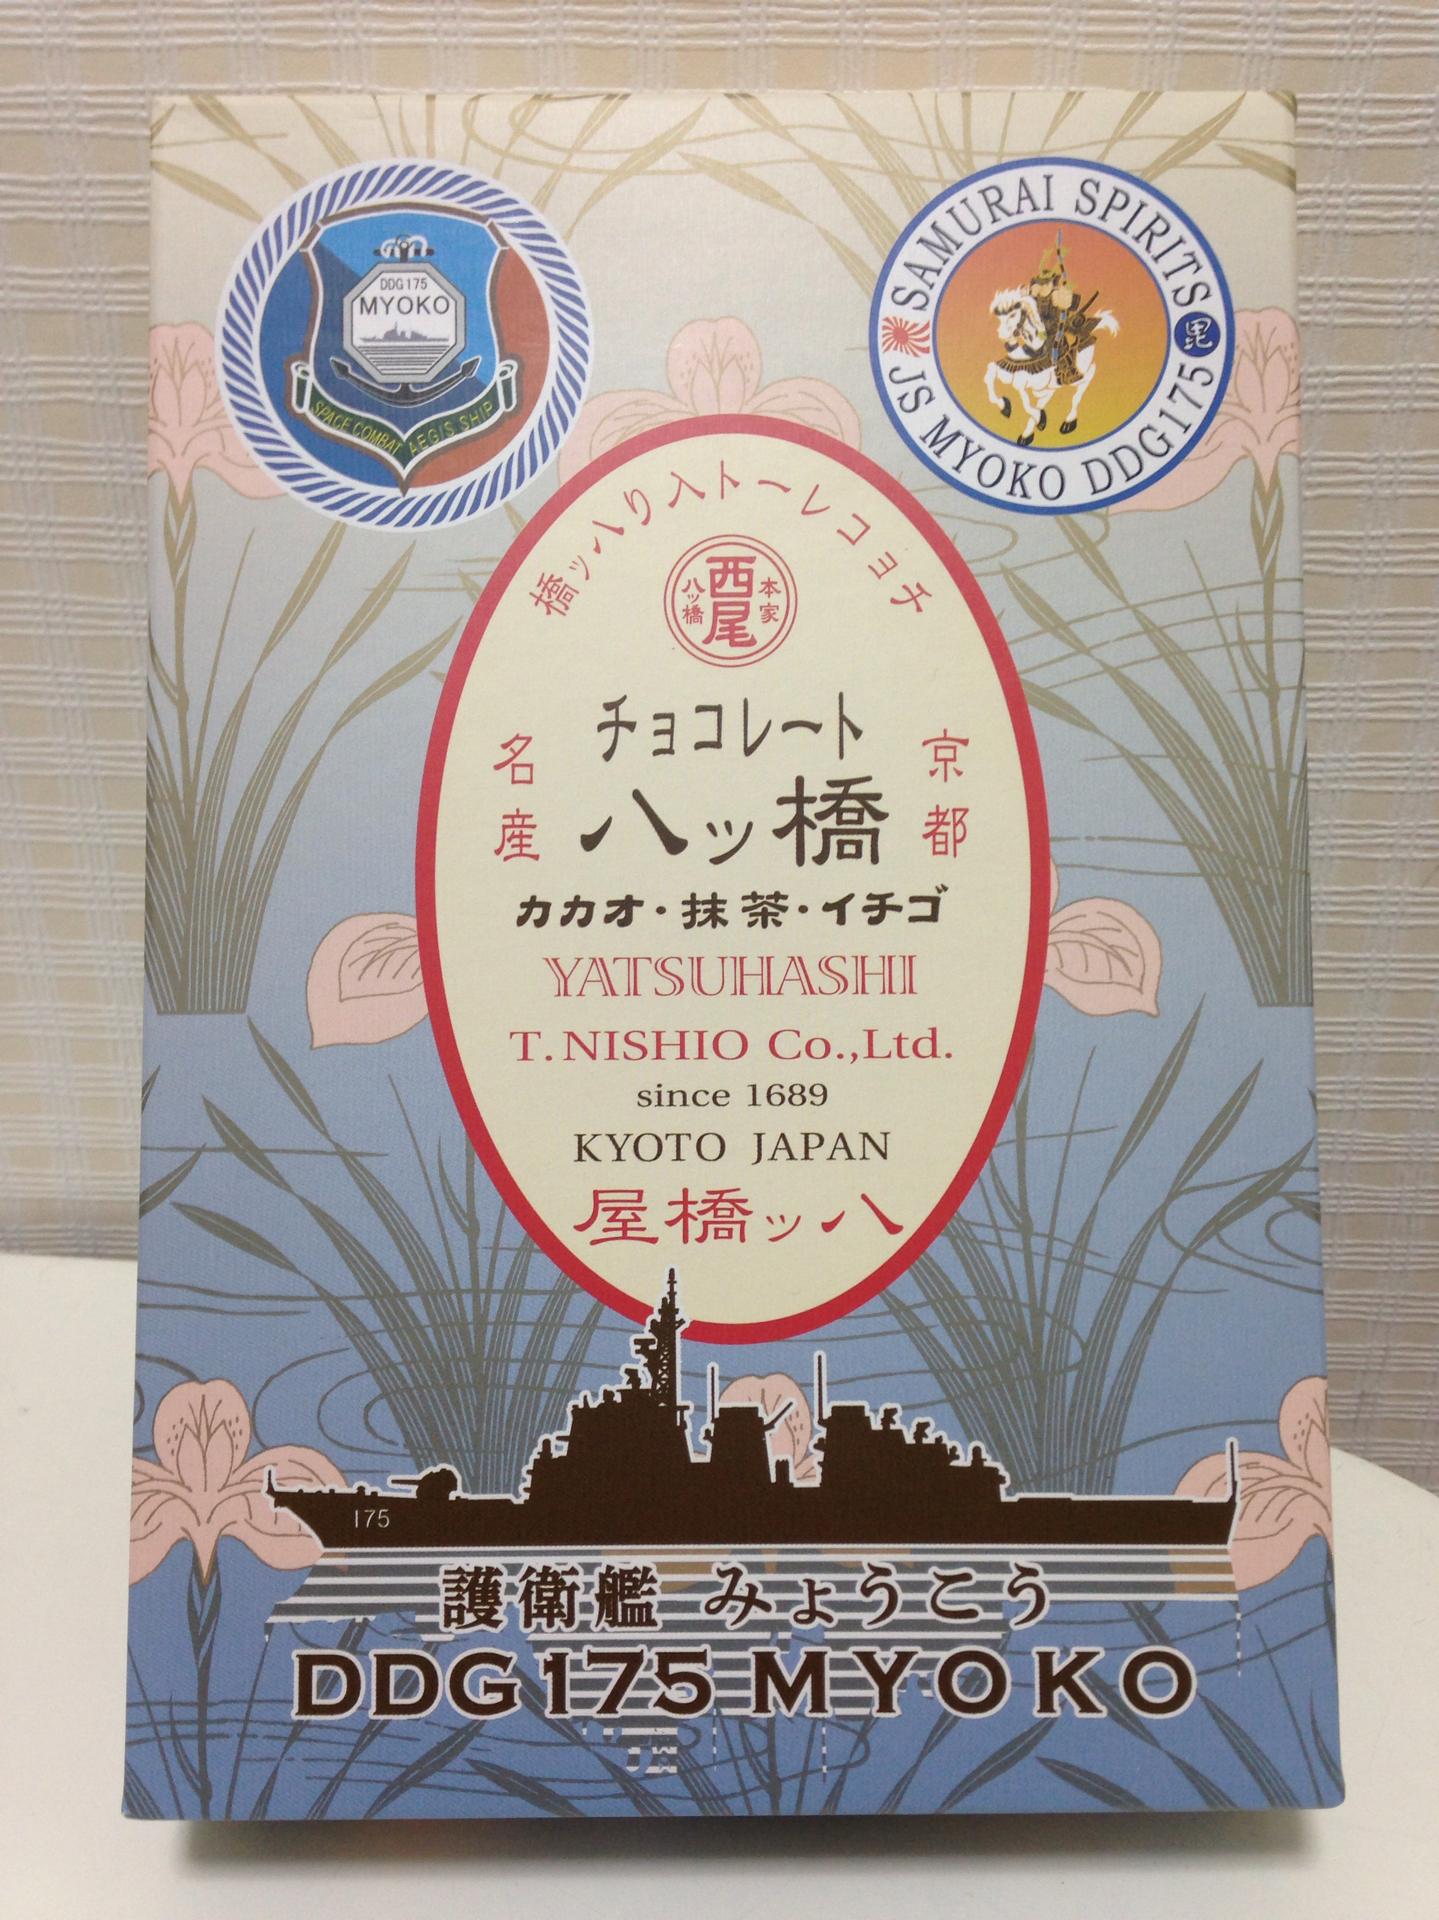 DDG175
MYOKO
SPACE COMBAT AEGIS SHIP
SAMURAI SPIRITS
毘
JS MYOKO DDG175
橋ッ八り入トーレコョチ
本家
西尾
八ッ橋
チョコレート
京都
名産
八ッ橋
カカオ・抹茶・イチゴ
YATSUHASHI
T.NISHIO Co.,Ltd.
since 1689
KYOTO JAPAN
屋橋ッ八
175
護衛艦 みょうこう
DDG175 MYOKO